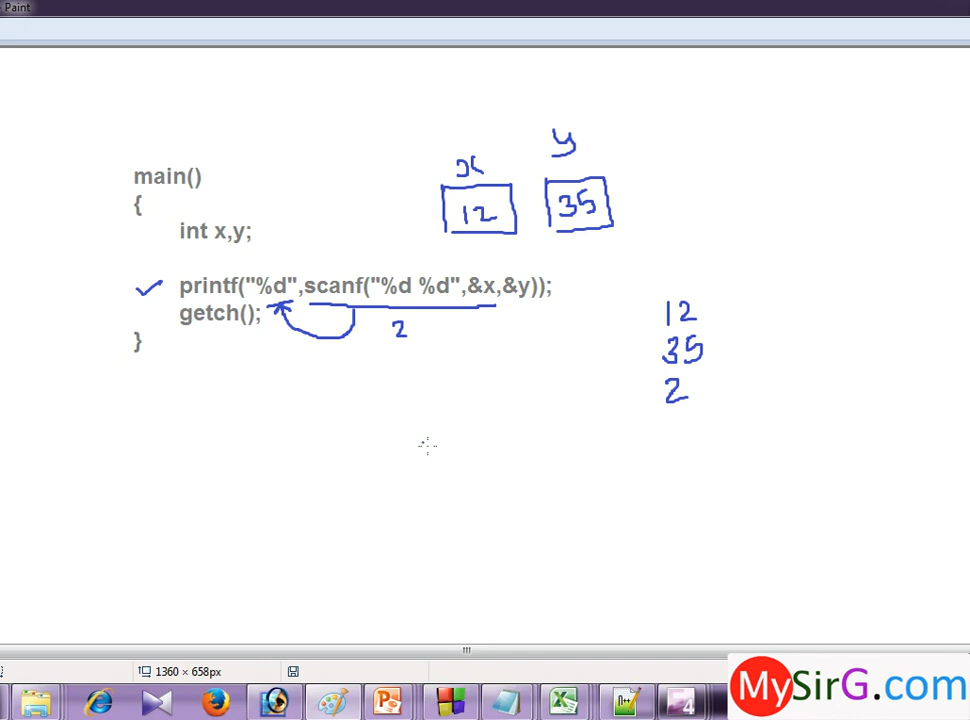 - Paint
x y
12 35
main()
{
int x,y;
printf("%d",scanf("%d %d",&x,&y));
getch();
2
}
12
35
2
1360 × 658px
MySirG.com